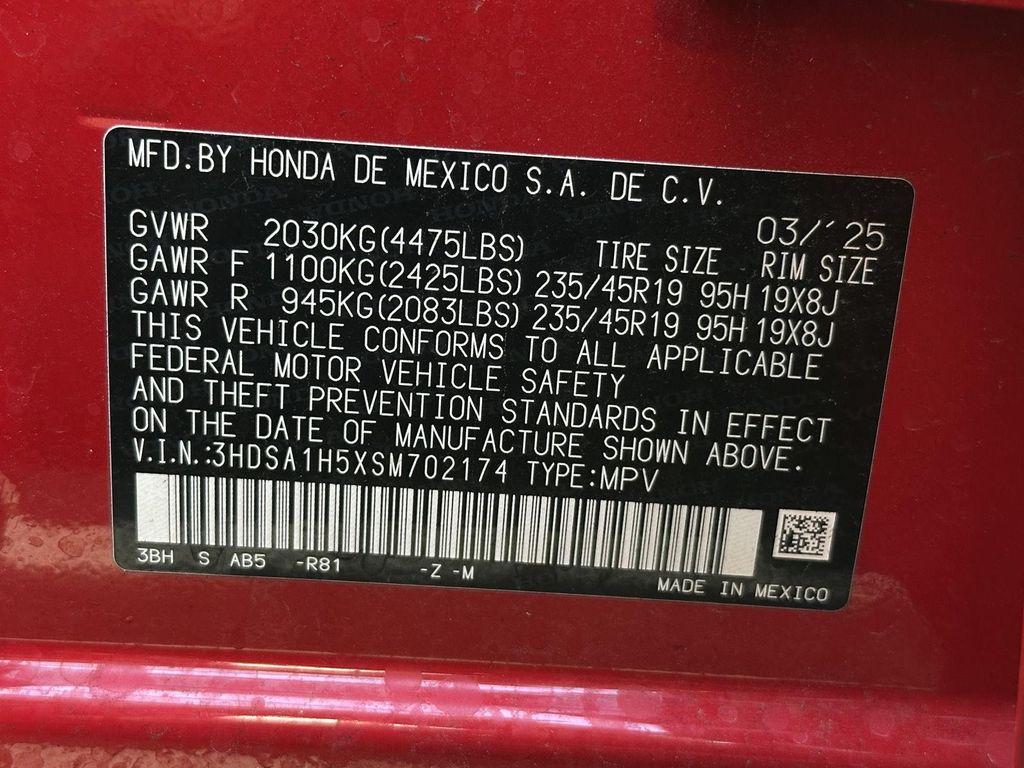 MFD.BY HONDA DE MEXICO S.A. DE C.V.
03/'25
GVWR 2030KG(4475LBS) TIRE SIZE RIM SIZE
GAWR F 1100KG(2425LBS) 235/45R19 95H 19X8J
GAWR R 945KG(2083LBS) 235/45R19 95H 19X8J
THIS VEHICLE CONFORMS TO ALL APPLICABLE
FEDERAL MOTOR VEHICLE SAFETY
AND THEFT PREVENTION STANDARDS IN EFFECT
ON THE DATE OF MANUFACTURE SHOWN ABOVE.
V.I.N.:3HDSA1H5XSM702174 TYPE:MPV
3BH S AB5 -R81 -Z -M
MADE IN MEXICO